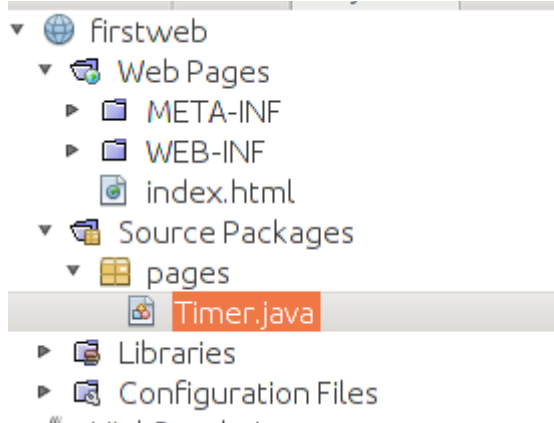 firstweb
Web Pages
META-INF
WEB-INF
index.html
Source Packages
pages
Timer.java
Libraries
Configuration Files